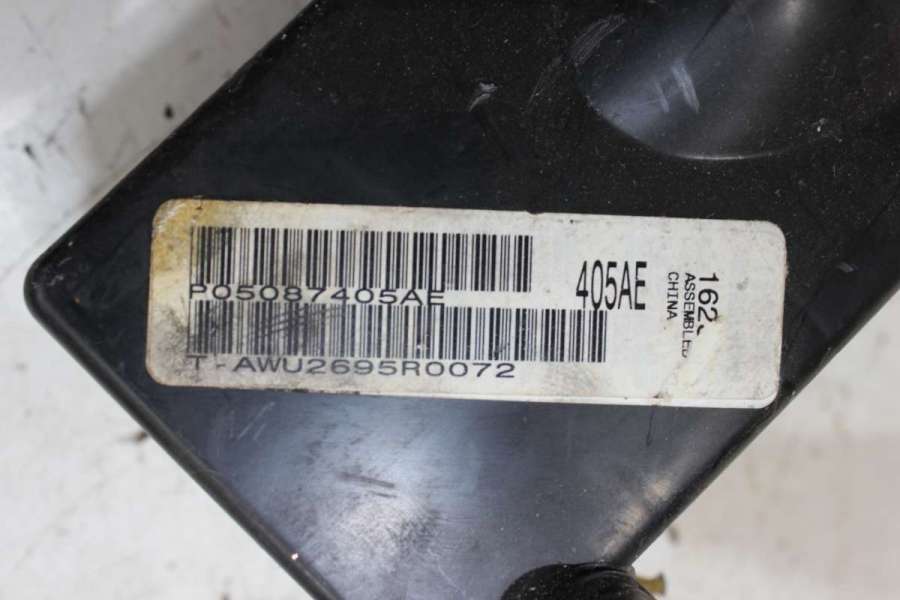 P05087405AE
405AE
T-AWU2695R0072
ASSEMBLED
CHINA